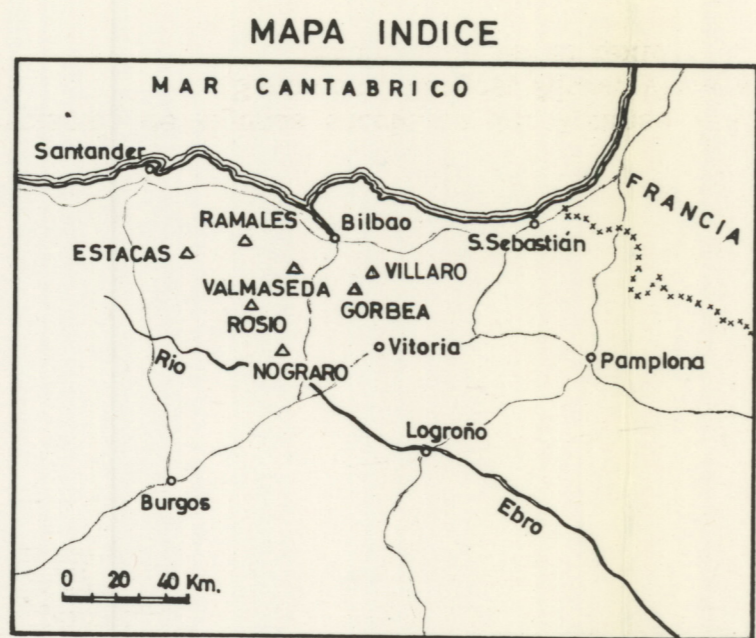 MAPA INDICE
MAR CANTABRICO
Santander
FRANCIA
RAMALES
Bilbao
S.Sebastián
ESTACAS
VILLARO
VALMASEDA
GORBEA
ROSIO
Rio
NOGRARO
Vitoria
Pamplona
Logroño
Burgos
Ebro
0 20 40 Km.